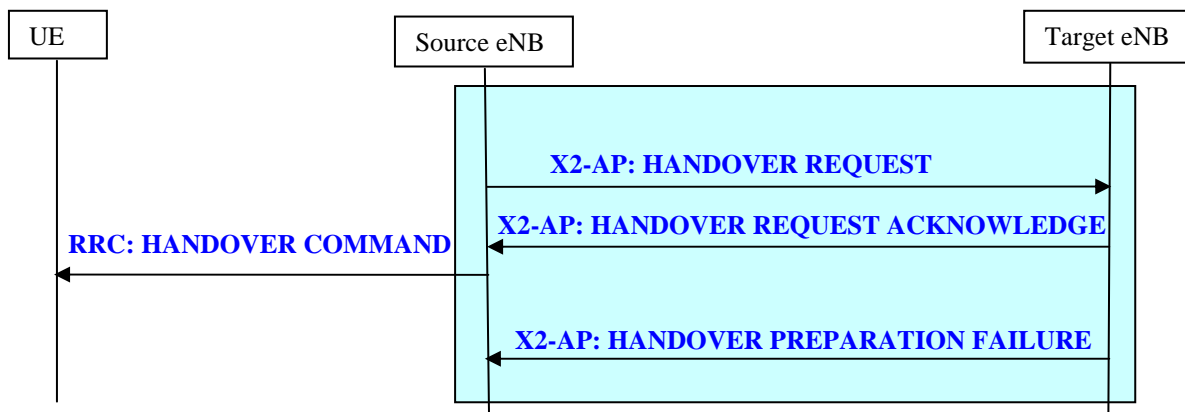 UE
Source eNB
Target eNB
X2-AP: HANDOVER REQUEST
X2-AP: HANDOVER REQUEST ACKNOWLEDGE
RRC: HANDOVER COMMAND
X2-AP: HANDOVER PREPARATION FAILURE